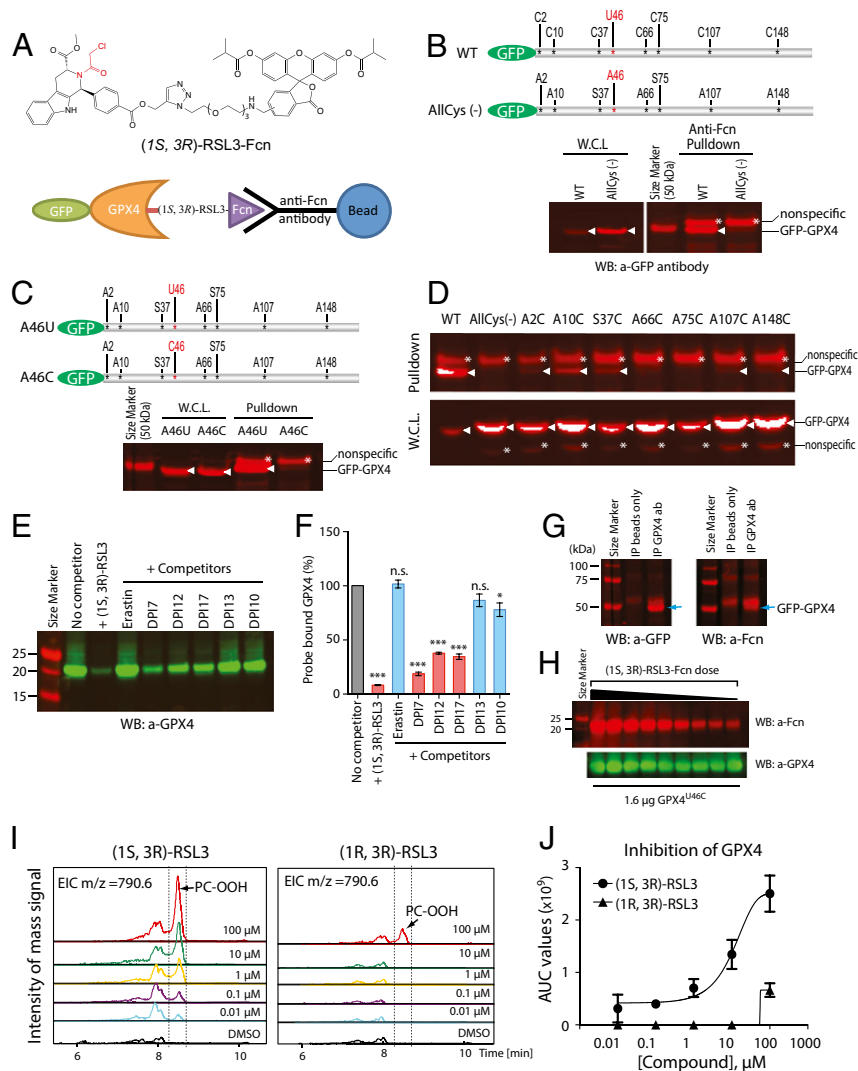 A
O
Cl
O
O
N
O
NH
O
O
N
N
N
O
O
3
H
N
O
O
O
O
O
O
O
(1S, 3R)-RSL3-Fcn
GFP
GPX4
(1S, 3R)-RSL3-
Fcn
anti-Fcn
antibody
Bead
B
U46
C2
C75
C10
C37
C66
C107
C148
WT
GFP
A46
A2
S75
A10
S37
A66
A107
A148
AllCys (-)
GFP
W.C.L
Size Marker
(50 kDa)
Anti-Fcn
Pulldown
WT
AllCys (-)
WT
AllCys (-)
nonspecific
GFP-GPX4
WB: a-GFP antibody
C
U46
A2
S75
A10
S37
A66
A107
A148
A46U
GFP
C46
A2
S75
A10
S37
A66
A107
A148
A46C
GFP
Size Marker
(50 kDa)
W.C.L.
Pulldown
A46U
A46C
A46U
A46C
nonspecific
GFP-GPX4
D
WT
AllCys(-)
A2C
A10C
S37C
A66C
A75C
A107C
A148C
Pulldown
nonspecific
GFP-GPX4
W.C.L.
GFP-GPX4
nonspecific
E
Size Marker
No competitor
+ (1S, 3R)-RSL3
+ Competitors
Erastin
DPI7
DPI12
DPI17
DPI13
DPI10
25
20
15
WB: a-GPX4
F
Probe bound GPX4 (%)
150
100
50
0
***
n.s.
***
***
***
n.s.
*
No competitor
+ (1S, 3R)-RSL3
Erastin
DPI7
DPI12
DPI17
DPI13
DPI10
+ Competitors
G
(kDa)
Size Marker
IP beads only
IP GPX4 ab
Size Marker
IP beads only
IP GPX4 ab
100
75
50
GFP-GPX4
WB: a-GFP
WB: a-Fcn
H
Size Marker
(1S, 3R)-RSL3-Fcn dose
25
20
WB: a-Fcn
WB: a-GPX4
1.6 µg GPX4U46C
I
(1S, 3R)-RSL3
(1R, 3R)-RSL3
Intensity of mass signal
EIC m/z =790.6
PC-OOH
100 µM
10 µM
1 µM
0.1 µM
0.01 µM
DMSO
6
8
10
EIC m/z =790.6
PC-OOH
100 µM
10 µM
1 µM
0.1 µM
0.01 µM
DMSO
6
8
10
Time [min]
J
Inhibition of GPX4
(1S, 3R)-RSL3
(1R, 3R)-RSL3
AUC values (x10⁹)
3
2
1
0
0.01
0.1
1
10
100
1000
[Compound], µM